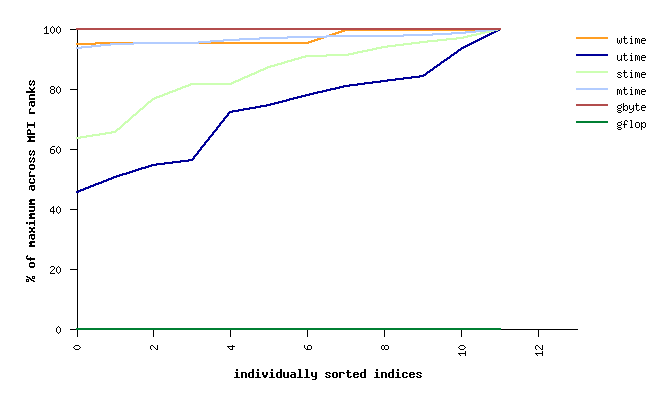 100
80
60
40
20
0
% of maximum across MPI ranks
0 2 4 6 8 10 12
individually sorted indices
wtime
utime
stime
mtime
gbyte
gflop